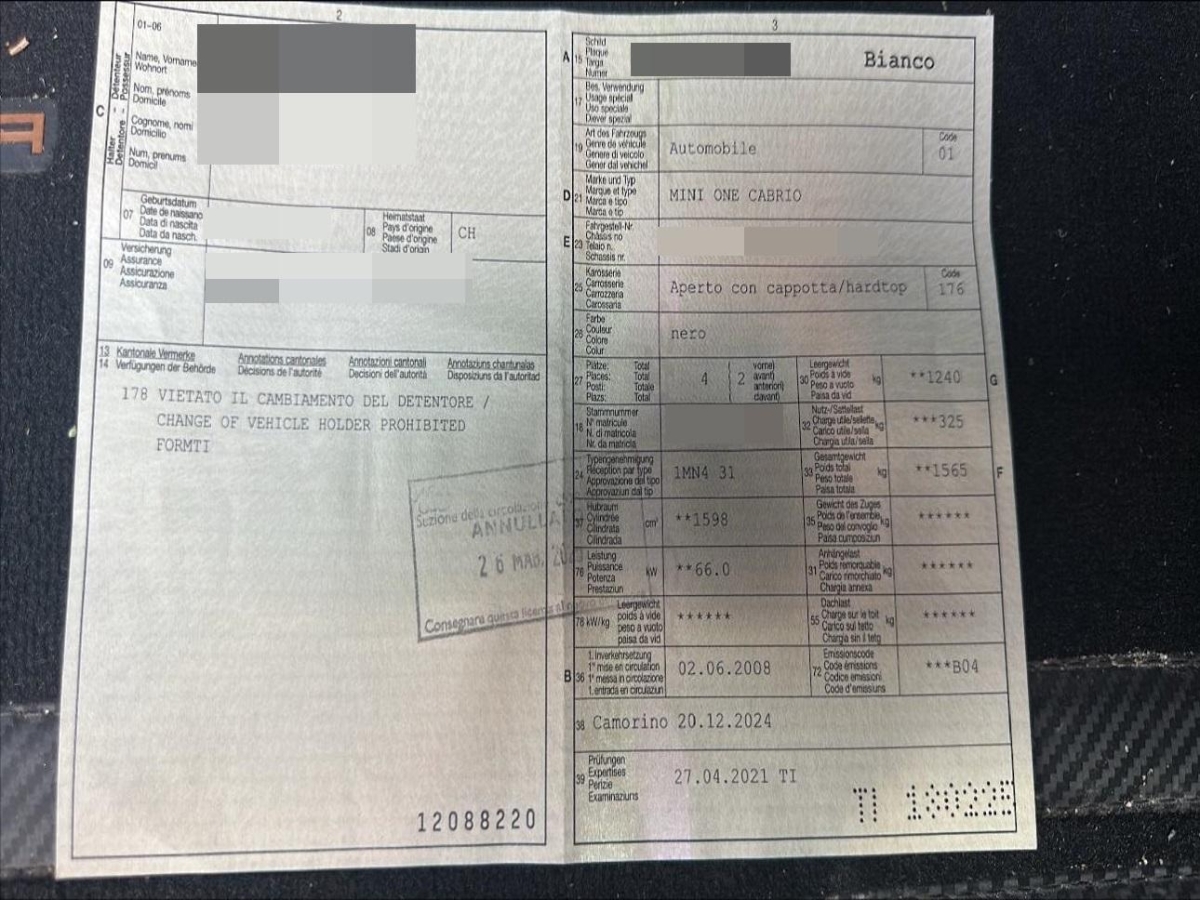 2
01-06
C
Halter - Détenteur
Detentore - Possessur
Name, Vorname
Wohnort
Nom, prénoms
Domicile
Cognome, nomi
Domicilio
Num, prenums
Domicil
07
Geburtsdatum
Date de naissance
Data di nascita
Data da nasch.
08
Heimatstaat
Pays d'origine
Paese d'origine
Stadi d'origin
CH
09
Versicherung
Assurance
Assicurazione
Assicuranza
13 Kantonale Vermerke Annotations cantonales Annotazioni cantonali Annotaziuns chantunalas
14 Verfügungen der Behörde Décisions de l'autorité Decisioni dell'autorità Disposiziuns da l'autoritad
178 VIETATO IL CAMBIAMENTO DEL DETENTORE /
CHANGE OF VEHICLE HOLDER PROHIBITED
FORMTI
Sezione della circolazione
ANNULLA
26 MAG. 20
Consegnare questa licenza al nuovo
12088220
3
A 15
Schild
Plaque
Targa
Numer
Bianco
17
Bes. Verwendung
Usage spécial
Uso speciale
Diever spezial
19
Art des Fahrzeugs
Genre de véhicule
Genere di veicolo
Gener dal vehichel
Automobile
Code
01
D 21
Marke und Typ
Marque et type
Marca e tipo
Marca e tip
MINI ONE CABRIO
E 23
Fahrgestell-Nr.
Châssis no
Telaio n.
Schassis nr.
25
Karosserie
Carrosserie
Carrozzeria
Carossaria
Aperto con cappotta/hardtop
Code
176
26
Farbe
Couleur
Colore
Colur
nero
27
Plätze: Total
Places: Total
Posti: Totale
Plazs: Total
4 ( 2
vorne)
avant)
anteriori)
davant)
30
Leergewicht
Poids à vide
Peso a vuoto
Paisa da vid
kg
**1240
G
18
Stammnummer
N° matricule
N. di matricola
Nr. da matricla
32
Nutz-/Sattellast
Charge utile/sellette
Carico utile/sella
Chargia utila/sella
kg
***325
24
Typengenehmigung
Réception par type
Approvazione del tipo
Approvaziun dal tip
1MN4 31
33
Gesamtgewicht
Poids total
Peso totale
Paisa totala
kg
**1565
F
37
Hubraum
Cylindrée
Cilindrata
Cilindrada
cm³
**1598
35
Gewicht des Zuges
Poids de l'ensemble
Peso del convoglio
Paisa cumposiziun
kg
******
76
Leistung
Puissance
Potenza
Prestaziun
kW
**66.0
31
Anhängelast
Poids remorquable
Carico rimorchiato
Chargia annexa
kg
******
78 kW/kg
Leergewicht
poids à vide
peso a vuoto
paisa da vid
******
55
Dachlast
Charge sur le toit
Carico sul tetto
Chargia sin il tetg
kg
******
B 36
1. Inverkehrsetzung
1re mise en circulation
1a messa in circolazione
1. entrada en circulaziun
02.06.2008
72
Emissionscode
Code émissions
Codice emissioni
Code d'emissiuns
***B04
38 Camorino 20.12.2024
39
Prüfungen
Expertises
Perizie
Examinaziuns
27.04.2021 TI
TI